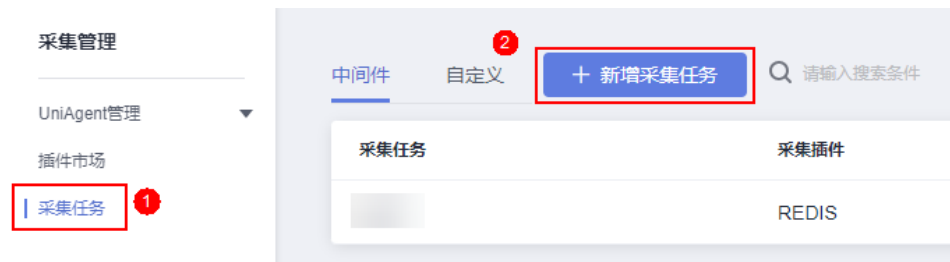 采集管理
UniAgent管理
插件市场
采集任务
1
2
中间件 自定义 + 新增采集任务 请输入搜索条件
采集任务 采集插件
REDIS